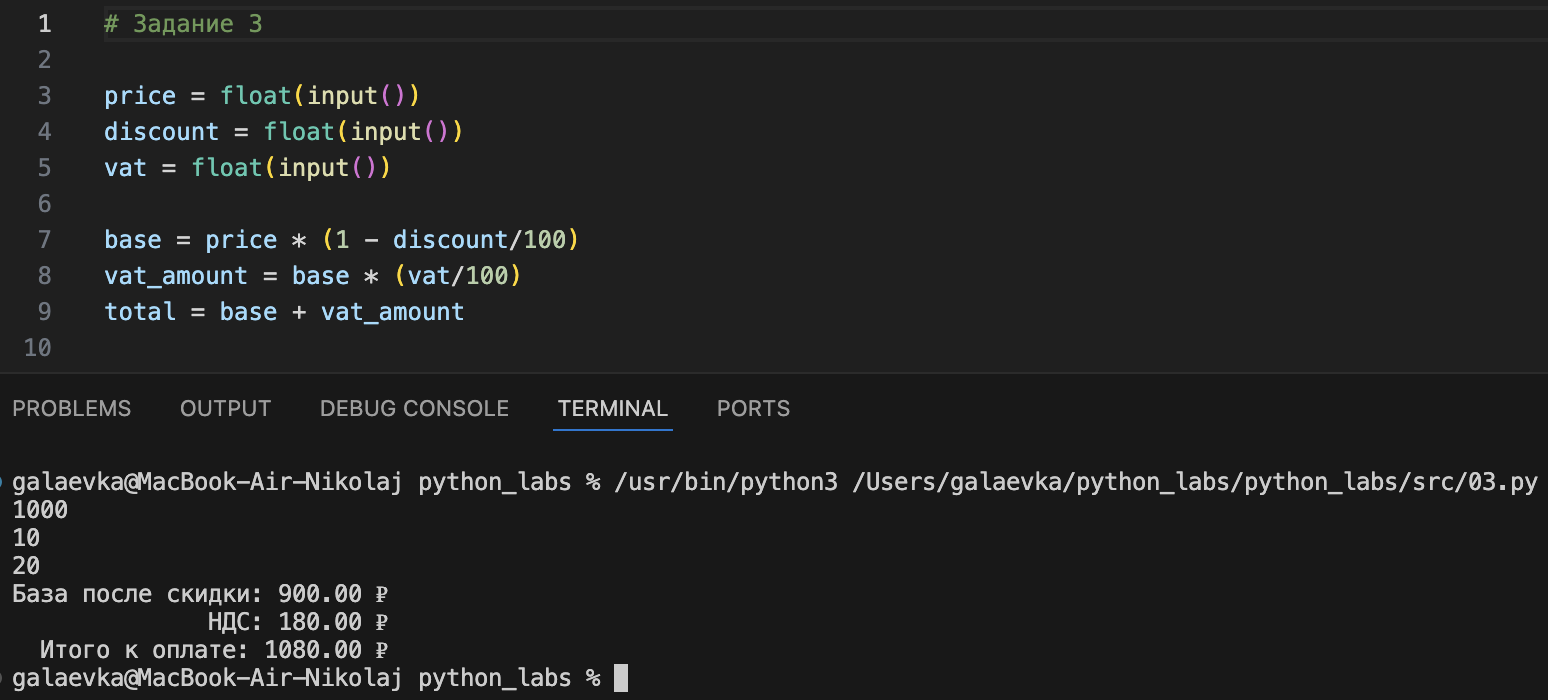 1 # Задание 3
2
3 price = float(input())
4 discount = float(input())
5 vat = float(input())
6
7 base = price * (1 - discount/100)
8 vat_amount = base * (vat/100)
9 total = base + vat_amount
10
PROBLEMS OUTPUT DEBUG CONSOLE TERMINAL PORTS
galaevka@MacBook-Air-Nikolaj python_labs % /usr/bin/python3 /Users/galaevka/python_labs/python_labs/src/03.py
1000
10
20
База после скидки: 900.00 ₽
              НДС: 180.00 ₽
  Итого к оплате: 1080.00 ₽
galaevka@MacBook-Air-Nikolaj python_labs %